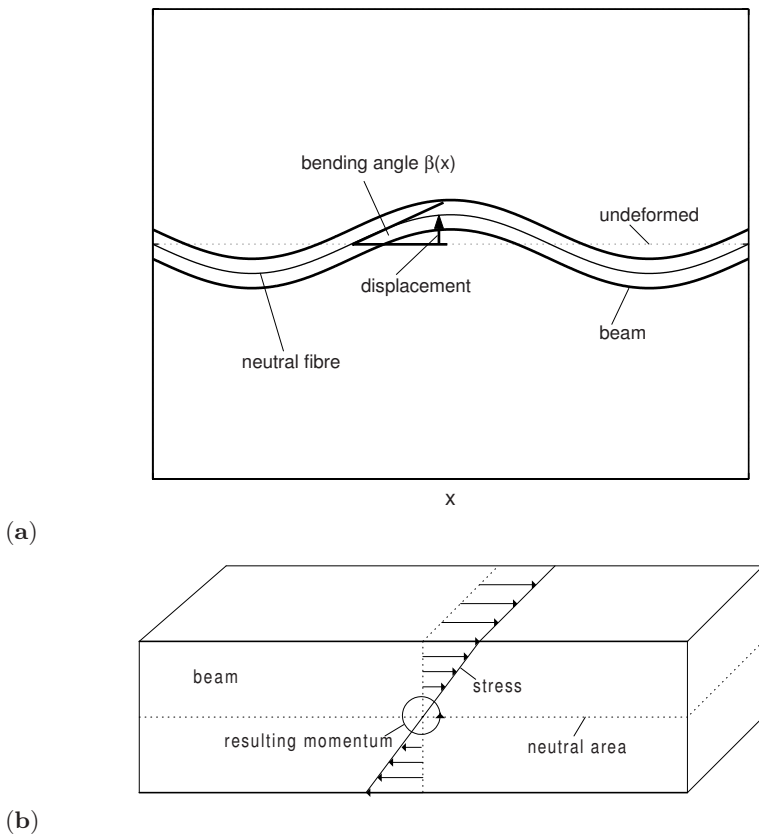 bending angle β(x)
undeformed
displacement
beam
neutral fibre
x
(a)
beam
stress
resulting momentum
neutral area
(b)